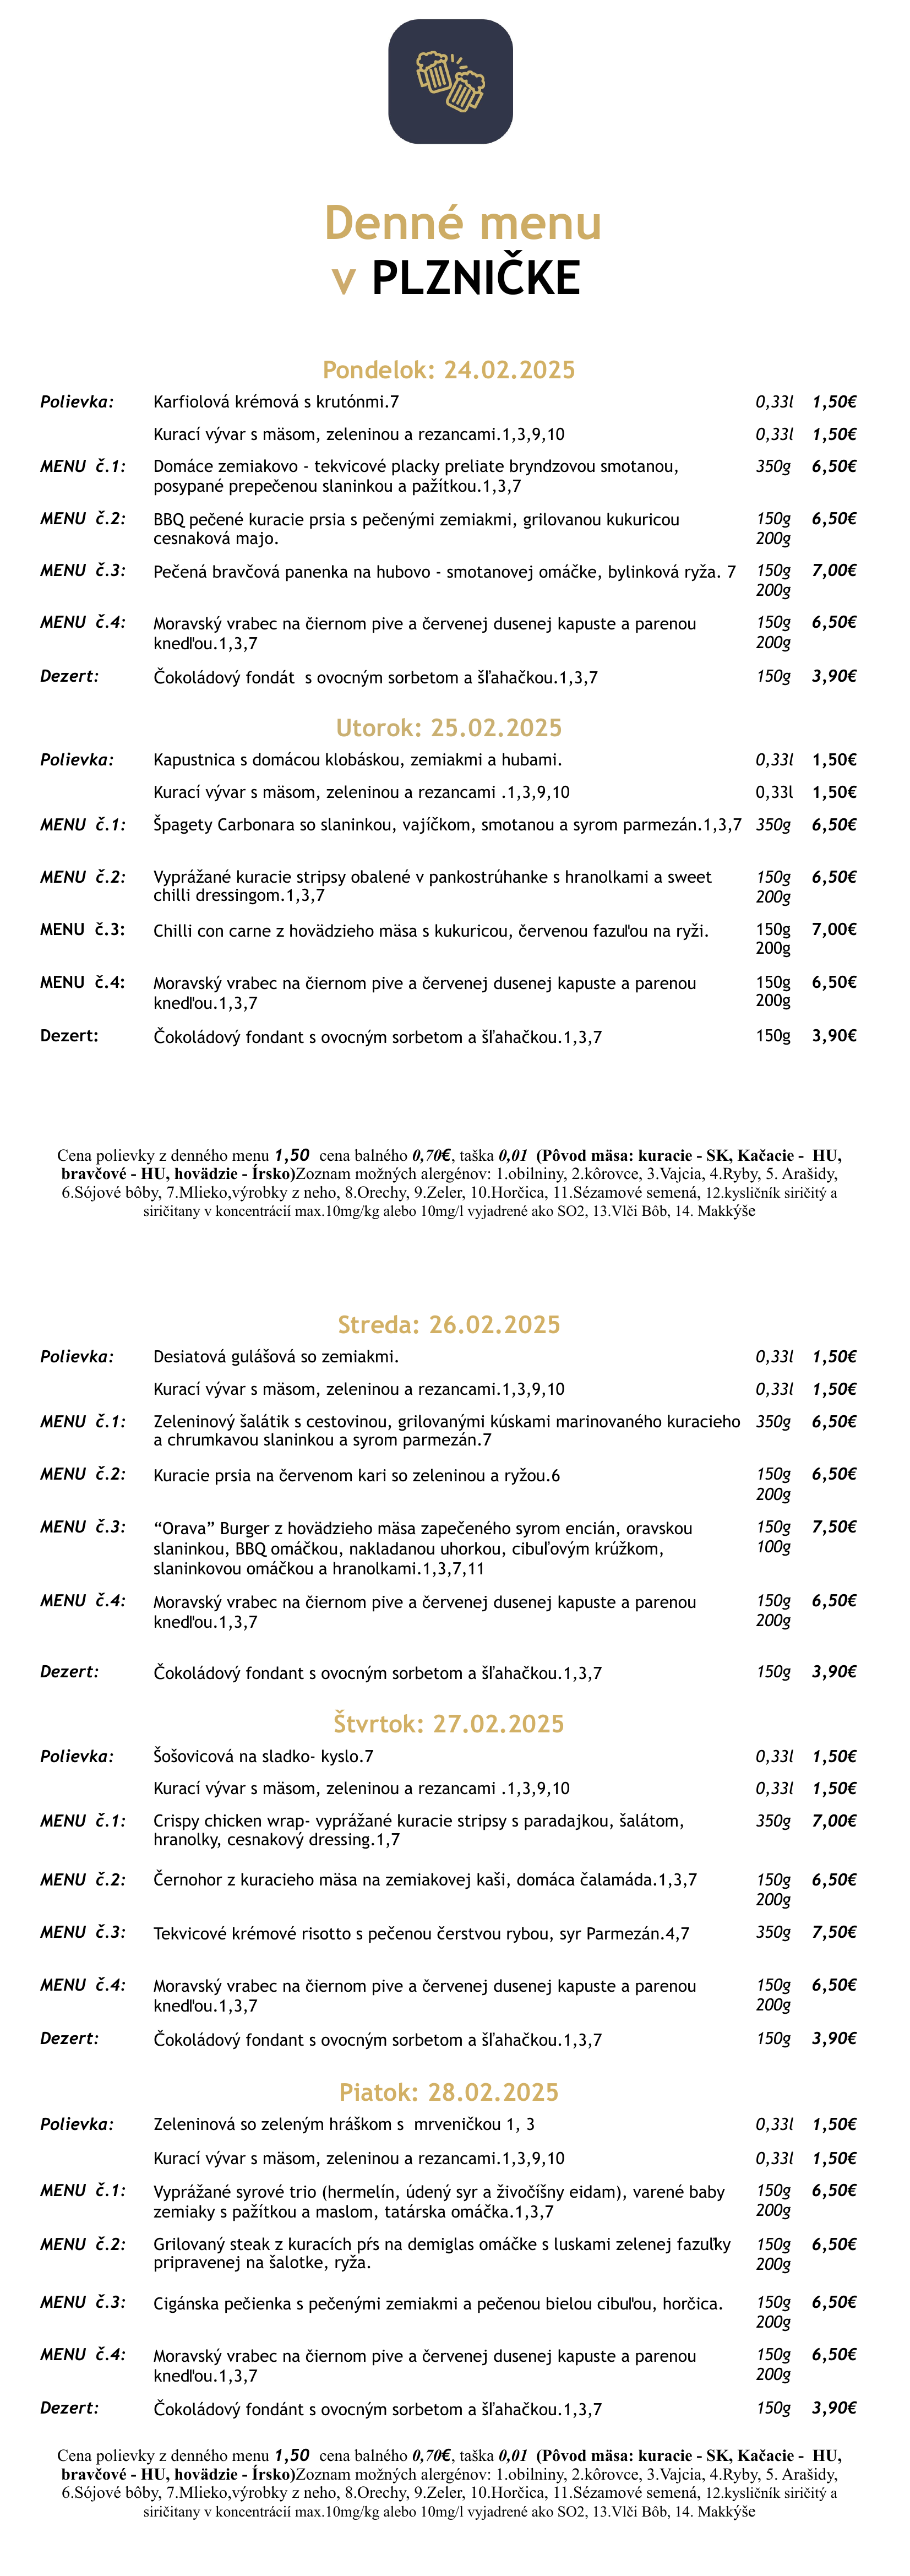 Denné menu
v PLZNIČKE
Pondelok: 24.02.2025
Polievka: Karfiolová krémová s krutónmi.7 0,33l 1,50€
Kurací vývar s mäsom, zeleninou a rezancami.1,3,9,10 0,33l 1,50€
MENU č.1: Domáce zemiakovo - tekvicové placky preliate bryndzovou smotanou, 350g 6,50€
posypané prepečenou slaninkou a pažítkou.1,3,7
MENU č.2: BBQ pečené kuracie prsia s pečenými zemiakmi, grilovanou kukuricou 150g 6,50€
cesnaková majo. 200g
MENU č.3: Pečená bravčová panenka na hubovo - smotanovej omáčke, bylinková ryža. 7 150g 7,00€
200g
MENU č.4: Moravský vrabec na čiernom pive a červenej dusenej kapuste a parenou 150g 6,50€
knedľou.1,3,7 200g
Dezert: Čokoládový fondát s ovocným sorbetom a šľahačkou.1,3,7 150g 3,90€
Utorok: 25.02.2025
Polievka: Kapustnica s domácou klobáskou, zemiakmi a hubami. 0,33l 1,50€
Kurací vývar s mäsom, zeleninou a rezancami .1,3,9,10 0,33l 1,50€
MENU č.1: Špagety Carbonara so slaninkou, vajíčkom, smotanou a syrom parmezán.1,3,7 350g 6,50€
MENU č.2: Vyprážané kuracie stripsy obalené v pankostrúhanke s hranolkami a sweet 150g 6,50€
chilli dressingom.1,3,7 200g
MENU č.3: Chilli con carne z hovädzieho mäsa s kukuricou, červenou fazuľou na ryži. 150g 7,00€
200g
MENU č.4: Moravský vrabec na čiernom pive a červenej dusenej kapuste a parenou 150g 6,50€
knedľou.1,3,7 200g
Dezert: Čokoládový fondant s ovocným sorbetom a šľahačkou.1,3,7 150g 3,90€
Cena polievky z denného menu 1,50 cena balného 0,70€, taška 0,01 (Pôvod mäsa: kuracie - SK, Kačacie - HU,
bravčové - HU, hovädzie - Írsko)Zoznam možných alergénov: 1.obilniny, 2.kôrovce, 3.Vajcia, 4.Ryby, 5. Arašidy,
6.Sójové bôby, 7.Mlieko,výrobky z neho, 8.Orechy, 9.Zeler, 10.Horčica, 11.Sézamové semená, 12.kysličník siričitý a
siričitany v koncentrácií max.10mg/kg alebo 10mg/l vyjadrené ako SO2, 13.Vlči Bôb, 14. Makkýše
Streda: 26.02.2025
Polievka: Desiatová gulášová so zemiakmi. 0,33l 1,50€
Kurací vývar s mäsom, zeleninou a rezancami.1,3,9,10 0,33l 1,50€
MENU č.1: Zeleninový šalátik s cestovinou, grilovanými kúskami marinovaného kuracieho 350g 6,50€
a chrumkavou slaninkou a syrom parmezán.7
MENU č.2: Kuracie prsia na červenom kari so zeleninou a ryžou.6 150g 6,50€
200g
MENU č.3: “Orava” Burger z hovädzieho mäsa zapečeného syrom encián, oravskou 150g 7,50€
slaninkou, BBQ omáčkou, nakladanou uhorkou, cibuľovým krúžkom, 100g
slaninkovou omáčkou a hranolkami.1,3,7,11
MENU č.4: Moravský vrabec na čiernom pive a červenej dusenej kapuste a parenou 150g 6,50€
knedľou.1,3,7 200g
Dezert: Čokoládový fondant s ovocným sorbetom a šľahačkou.1,3,7 150g 3,90€
Štvrtok: 27.02.2025
Polievka: Šošovicová na sladko- kyslo.7 0,33l 1,50€
Kurací vývar s mäsom, zeleninou a rezancami .1,3,9,10 0,33l 1,50€
MENU č.1: Crispy chicken wrap- vyprážané kuracie stripsy s paradajkou, šalátom, 350g 7,00€
hranolky, cesnakový dressing.1,7
MENU č.2: Černohor z kuracieho mäsa na zemiakovej kaši, domáca čalamáda.1,3,7 150g 6,50€
200g
MENU č.3: Tekvicové krémové risotto s pečenou čerstvou rybou, syr Parmezán.4,7 350g 7,50€
MENU č.4: Moravský vrabec na čiernom pive a červenej dusenej kapuste a parenou 150g 6,50€
knedľou.1,3,7 200g
Dezert: Čokoládový fondant s ovocným sorbetom a šľahačkou.1,3,7 150g 3,90€
Piatok: 28.02.2025
Polievka: Zeleninová so zeleným hráškom s mrveničkou 1, 3 0,33l 1,50€
Kurací vývar s mäsom, zeleninou a rezancami.1,3,9,10 0,33l 1,50€
MENU č.1: Vyprážané syrové trio (hermelín, údený syr a živočíšny eidam), varené baby 150g 6,50€
zemiaky s pažítkou a maslom, tatárska omáčka.1,3,7 200g
MENU č.2: Grilovaný steak z kuracích pŕs na demiglas omáčke s luskami zelenej fazuľky 150g 6,50€
pripravenej na šalotke, ryža. 200g
MENU č.3: Cigánska pečienka s pečenými zemiakmi a pečenou bielou cibuľou, horčica. 150g 6,50€
200g
MENU č.4: Moravský vrabec na čiernom pive a červenej dusenej kapuste a parenou 150g 6,50€
knedľou.1,3,7 200g
Dezert: Čokoládový fondánt s ovocným sorbetom a šľahačkou.1,3,7 150g 3,90€
Cena polievky z denného menu 1,50 cena balného 0,70€, taška 0,01 (Pôvod mäsa: kuracie - SK, Kačacie - HU,
bravčové - HU, hovädzie - Írsko)Zoznam možných alergénov: 1.obilniny, 2.kôrovce, 3.Vajcia, 4.Ryby, 5. Arašidy,
6.Sójové bôby, 7.Mlieko,výrobky z neho, 8.Orechy, 9.Zeler, 10.Horčica, 11.Sézamové semená, 12.kysličník siričitý a
siričitany v koncentrácií max.10mg/kg alebo 10mg/l vyjadrené ako SO2, 13.Vlči Bôb, 14. Makkýše